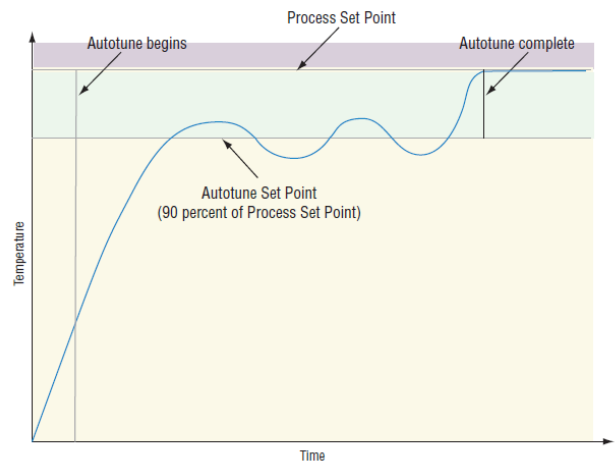 Process Set Point
Autotune begins
Autotune complete
Autotune Set Point
(90 percent of Process Set Point)
Temperature
Time